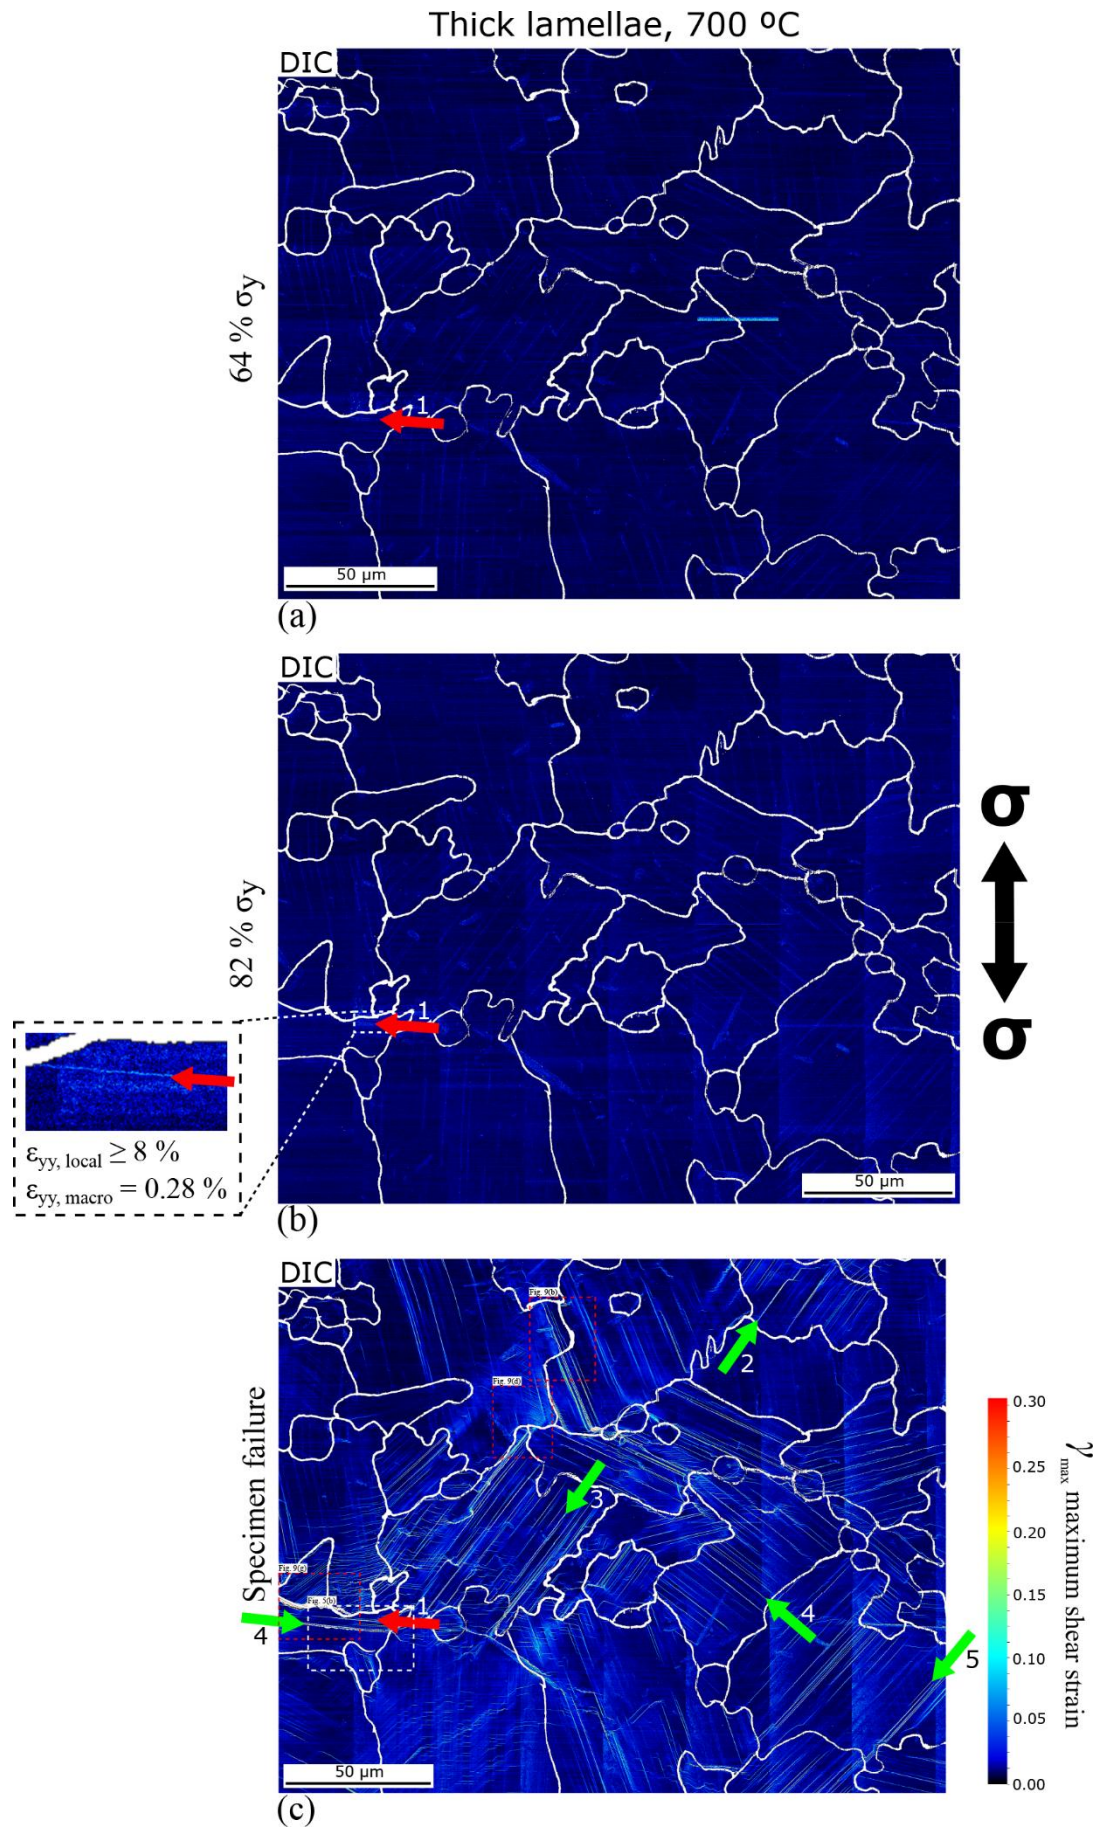 Thick lamellae, 700 ºC
DIC
64 % σy
1
50 µm
(a)
DIC
82 % σy
1
σ
σ
εyy, local ≥ 8 %
εyy, macro = 0.28 %
50 µm
(b)
DIC
Fig. 9(b)
2
Fig. 9(d)
Specimen failure
3
Fig. 9(g)
Fig. 5(b)
1
4
4
5
0.30
0.25
0.20
0.15
0.10
0.05
0.00
γmax maximum shear strain
50 µm
(c)